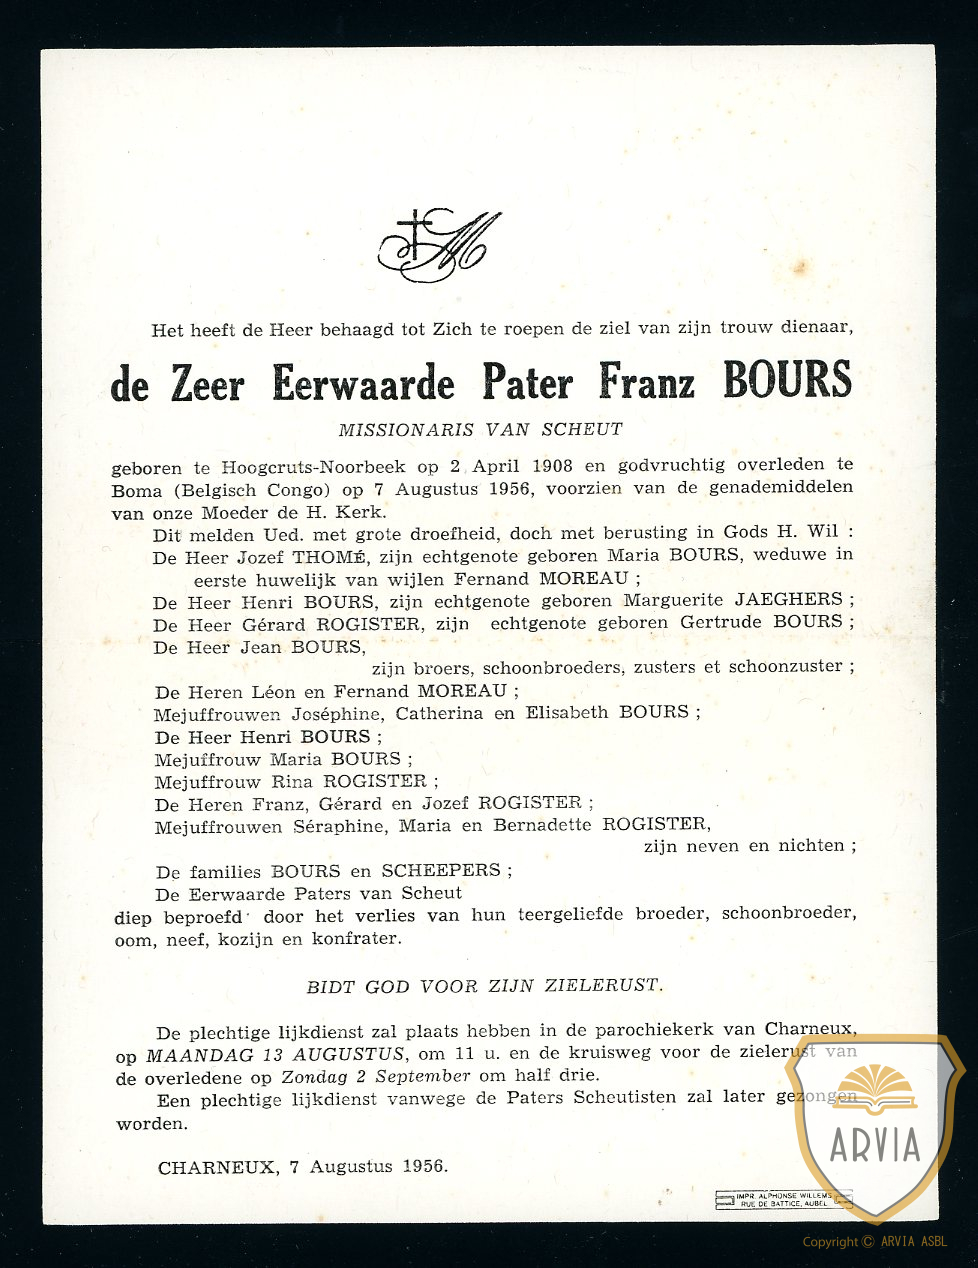 Het heeft de Heer behaagd tot Zich te roepen de ziel van zijn trouw dienaar,
de Zeer Eerwaarde Pater Franz BOURS
MISSIONARIS VAN SCHEUT
geboren te Hoogcruts-Noorbeek op 2 April 1908 en godvruchtig overleden te
Boma (Belgisch Congo) op 7 Augustus 1956, voorzien van de genademiddelen
van onze Moeder de H. Kerk.
Dit melden Ued. met grote droefheid, doch met berusting in Gods H. Wil :
De Heer Jozef THOMÉ, zijn echtgenote geboren Maria BOURS, weduwe in
eerste huwelijk van wijlen Fernand MOREAU ;
De Heer Henri BOURS, zijn echtgenote geboren Marguerite JAEGHERS ;
De Heer Gérard ROGISTER, zijn echtgenote geboren Gertrude BOURS ;
De Heer Jean BOURS,
zijn broers, schoonbroeders, zusters et schoonzuster ;
De Heren Léon en Fernand MOREAU ;
Mejuffrouwen Joséphine, Catherina en Elisabeth BOURS ;
De Heer Henri BOURS ;
Mejuffrouw Maria BOURS ;
Mejuffrouw Rina ROGISTER ;
De Heren Franz, Gérard en Jozef ROGISTER ;
Mejuffrouwen Séraphine, Maria en Bernadette ROGISTER,
zijn neven en nichten ;
De families BOURS en SCHEEPERS ;
De Eerwaarde Paters van Scheut
diep beproefd door het verlies van hun teergeliefde broeder, schoonbroeder,
oom, neef, kozijn en konfrater.
BIDT GOD VOOR ZIJN ZIELERUST.
De plechtige lijkdienst zal plaats hebben in de parochiekerk van Charneux,
op MAANDAG 13 AUGUSTUS, om 11 u. en de kruisweg voor de zielerust van
de overledene op Zondag 2 September om half drie.
Een plechtige lijkdienst vanwege de Paters Scheutisten zal later gezongen
worden.
CHARNEUX, 7 Augustus 1956.
IMPR. ALPHONSE WILLEMS
RUE DE BATTICE, AUBEL
ARVIA
Copyright © ARVIA ASBL